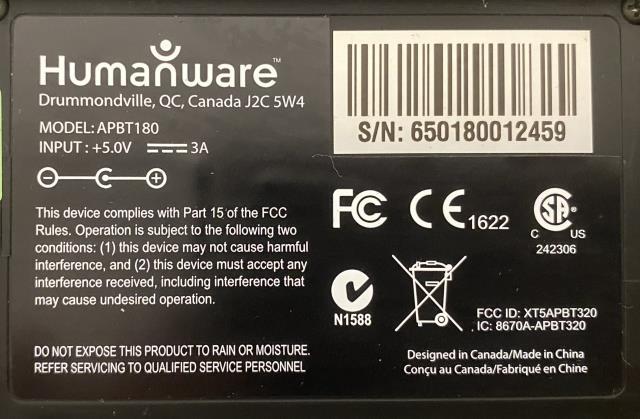 Humanware™
Drummondville, QC, Canada J2C 5W4
MODEL: APBT180
INPUT : +5.0V 3A
S/N: 650180012459
This device complies with Part 15 of the FCC
Rules. Operation is subject to the following two
conditions: (1) this device may not cause harmful
interference, and (2) this device must accept any
interference received, including interference that
may cause undesired operation.
FC CE 1622
C SA US
242306
N1588
FCC ID: XT5APBT320
IC: 8670A-APBT320
DO NOT EXPOSE THIS PRODUCT TO RAIN OR MOISTURE.
REFER SERVICING TO QUALIFIED SERVICE PERSONNEL
Designed in Canada/Made in China
Conçu au Canada/Fabriqué en Chine